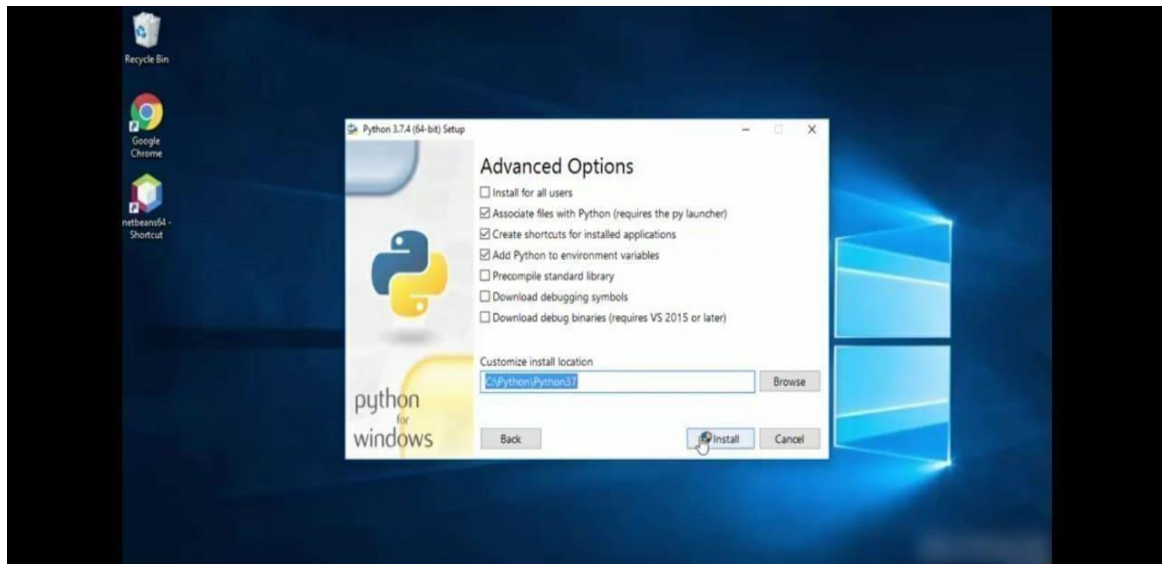 Recycle Bin
Google
Chrome
netbeans64 -
Shortcut
Python 3.7.4 (64-bit) Setup
Advanced Options
Install for all users
Associate files with Python (requires the py launcher)
Create shortcuts for installed applications
Add Python to environment variables
Precompile standard library
Download debugging symbols
Download debug binaries (requires VS 2015 or later)
Customize install location
C:\Python\Python37
Browse
python
for
windows
Back
Install
Cancel